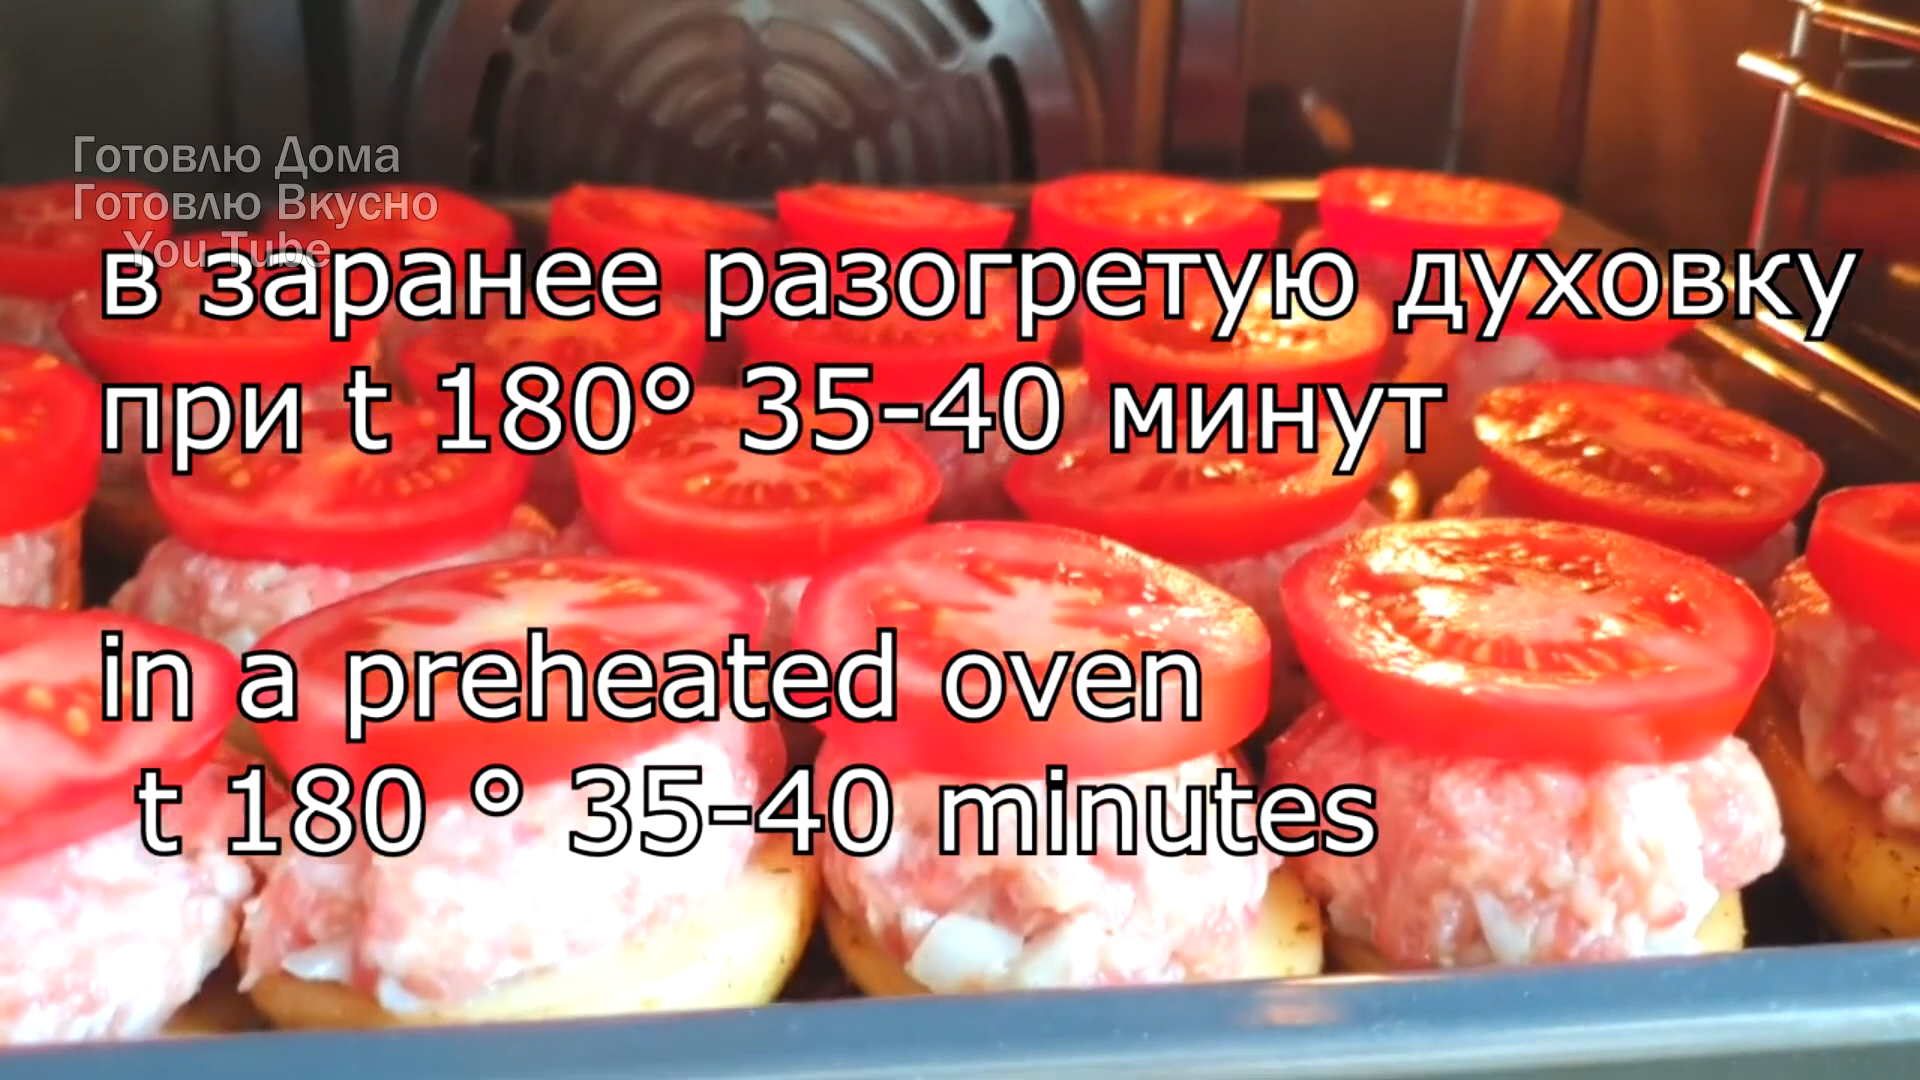 Готовлю Дома
Готовлю Вкусно
You Tube
в заранее разогретую духовку
при t 180° 35-40 минут
in a preheated oven
t 180 ° 35-40 minutes